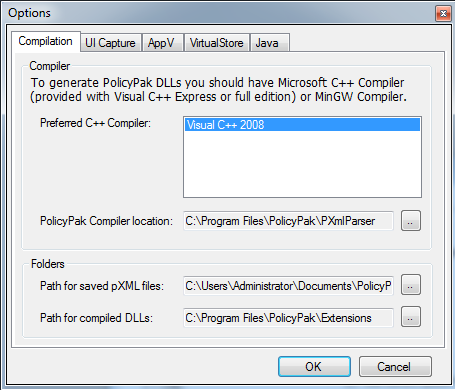 Options
Compilation UI Capture AppV VirtualStore Java
Compiler
To generate PolicyPak DLLs you should have Microsoft C++ Compiler
(provided with Visual C++ Express or full edition) or MinGW Compiler.
Preferred C++ Compiler: Visual C++ 2008
PolicyPak Compiler location: C:\Program Files\PolicyPak\PXmlParser ..
Folders
Path for saved pXML files: C:\Users\Administrator\Documents\PolicyP ..
Path for compiled DLLs: C:\Program Files\PolicyPak\Extensions ..
OK Cancel